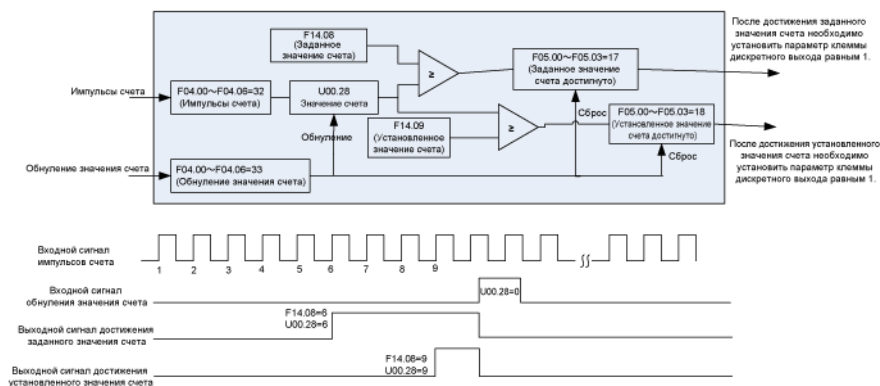 После достижения заданного
значения счета необходимо
установить параметр клеммы
дискретного выхода равным 1.
F14.08
(Заданное
значение счета)
≥
F05.00~F05.03=17
(Заданное значение
счета достигнуто)
Импульсы счета
F04.00~F04.06=32
(Импульсы счета)
U00.28
Значение счета
Обнуление
F14.09
(Установленное
значение счета)
≥
Сброс
F05.00~F05.03=18
(Установленное значение
счета достигнуто)
Сброс
После достижения установленного
значения счета необходимо
установить параметр клеммы
дискретного выхода равным 1.
Обнуление значения счета
F04.00~F04.06=33
(Обнуление значения счета)
Входной сигнал
импульсов счета
1 2 3 4 5 6 7 8 9
Входной сигнал
обнуления значения счета
U00.28=0
Выходной сигнал достижения
заданного значения счета
F14.08=6
U00.28=6
Выходной сигнал достижения
установленного значения счета
F14.08=9
U00.28=9